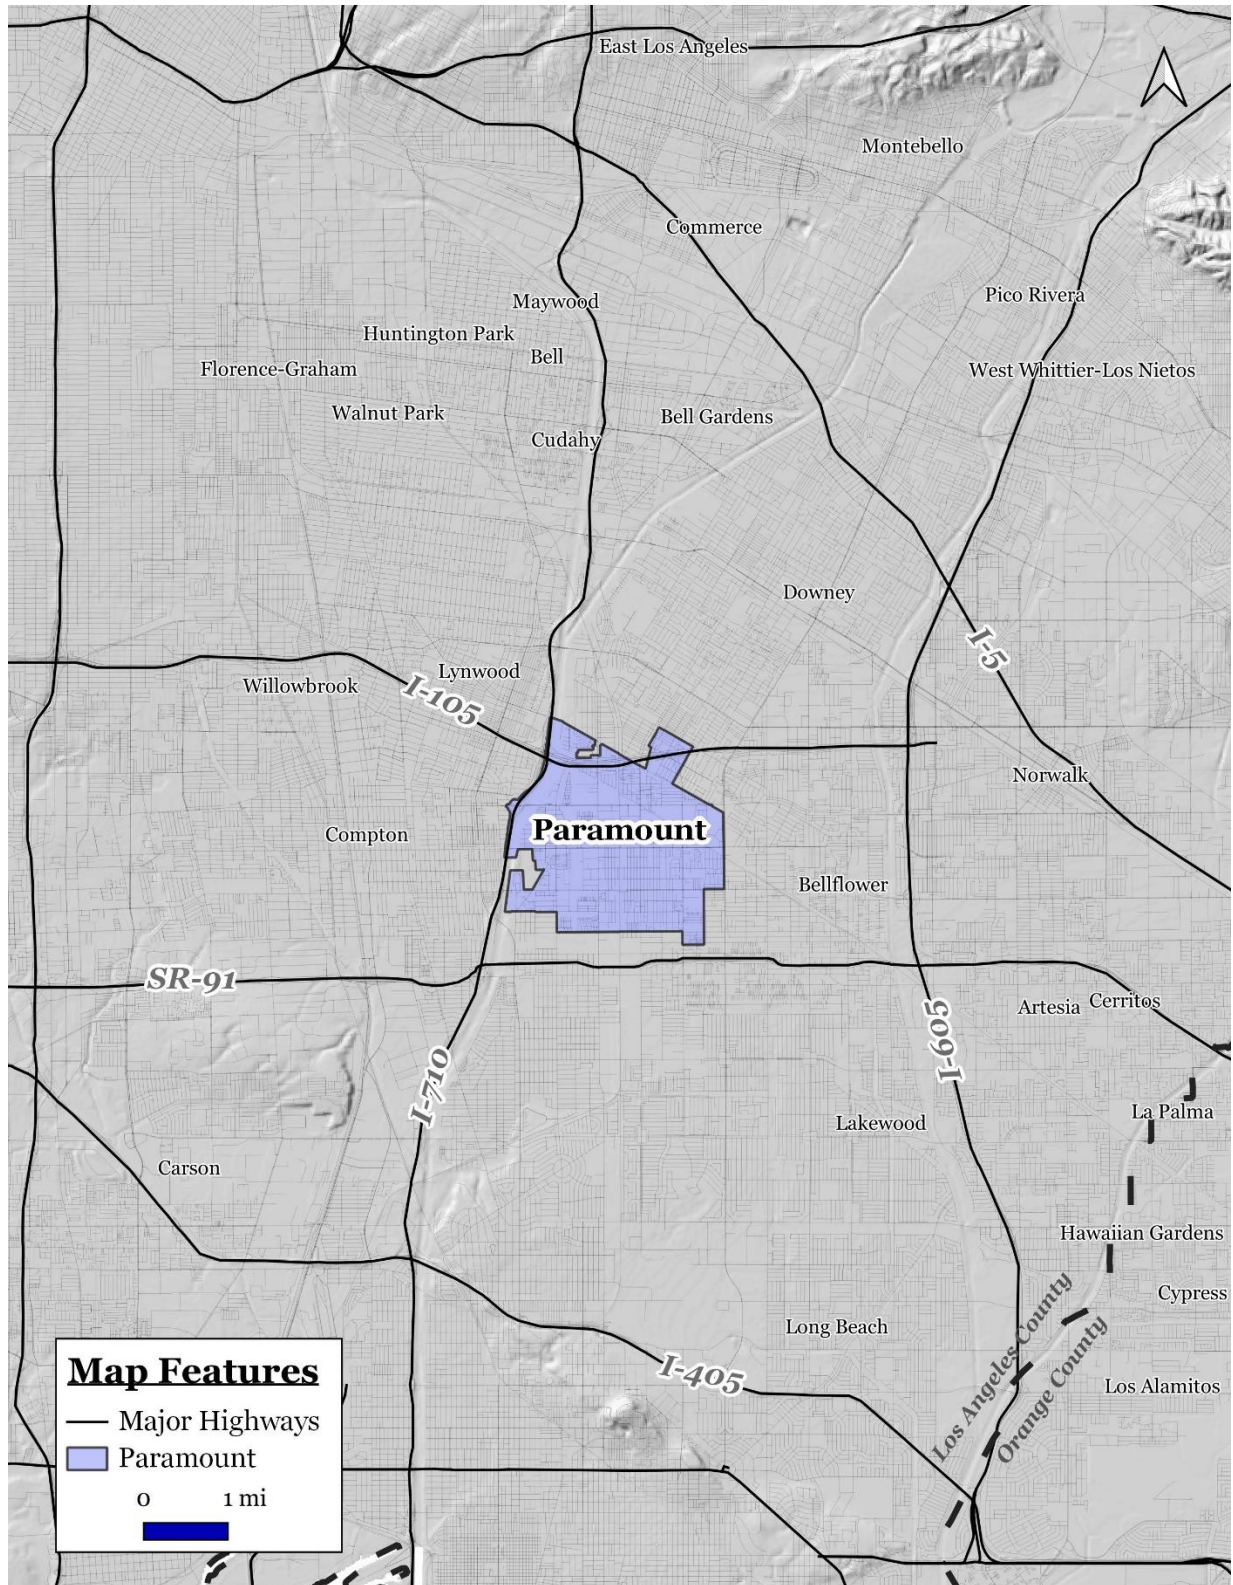 East Los Angeles
Montebello
Commerce
Pico Rivera
Maywood
Huntington Park
Bell
Florence-Graham
West Whittier-Los Nietos
Walnut Park
Bell Gardens
Cudahy
Downey
I-5
Lynwood
Willowbrook
I-105
Norwalk
Paramount
Compton
Bellflower
SR-91
Artesia
Cerritos
I-605
I-710
La Palma
Lakewood
Carson
Hawaiian Gardens
Cypress
Los Angeles County
Orange County
Long Beach
I-405
Los Alamitos
Map Features
Major Highways
Paramount
0 1 mi